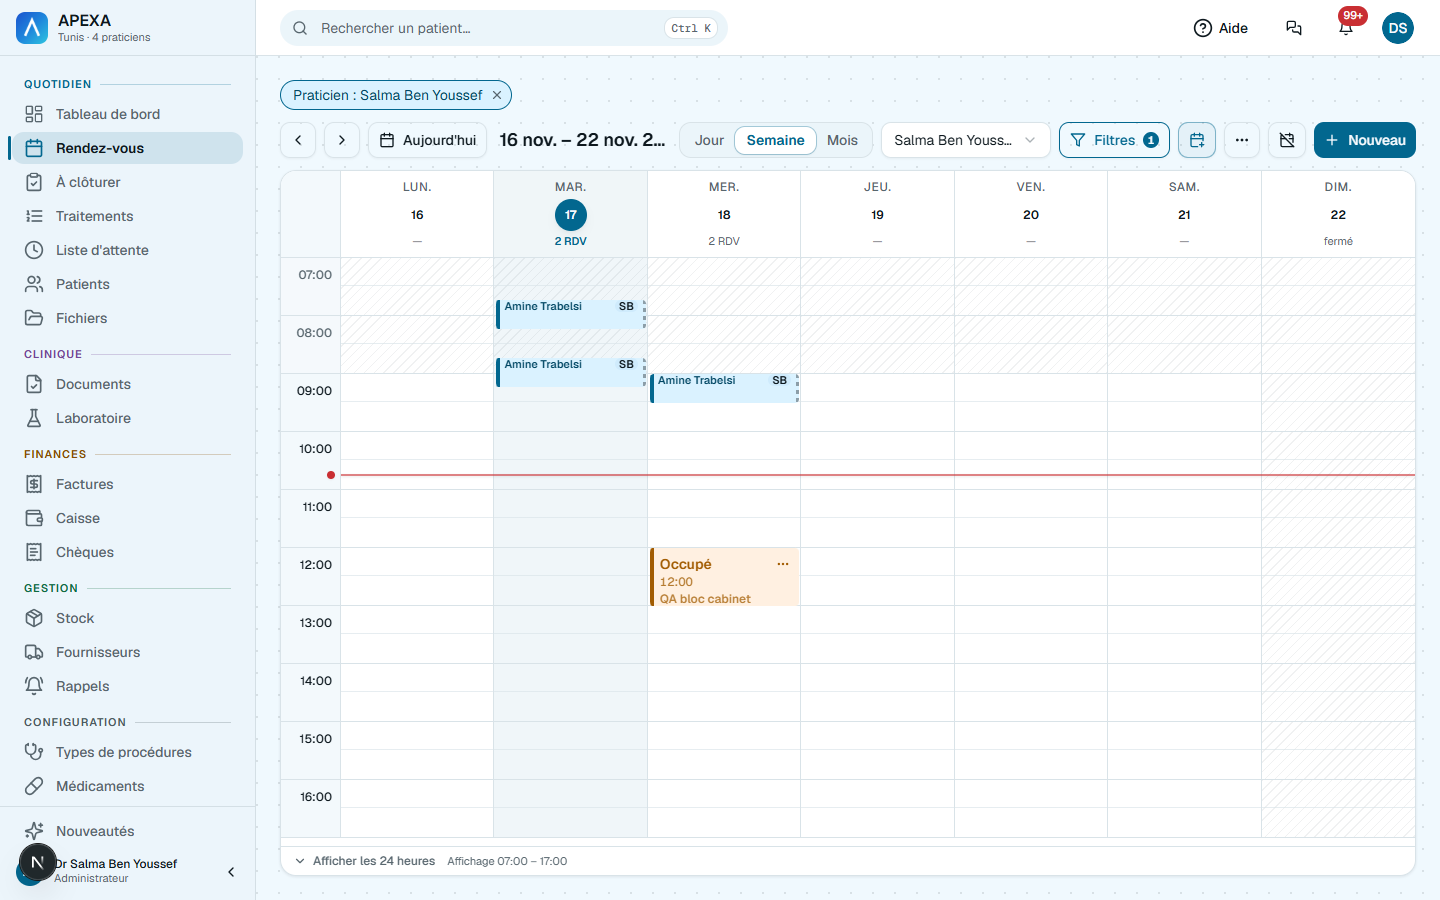 APEXA
Tunis · 4 praticiens
Rechercher un patient…
Ctrl K
Aide
99+
DS
QUOTIDIEN
Tableau de bord
Rendez-vous
À clôturer
Traitements
Liste d'attente
Patients
Fichiers
CLINIQUE
Documents
Laboratoire
FINANCES
Factures
Caisse
Chèques
GESTION
Stock
Fournisseurs
Rappels
CONFIGURATION
Types de procédures
Médicaments
Nouveautés
N
Dr Salma Ben Youssef
Administrateur
Praticien : Salma Ben Youssef
Aujourd'hui
16 nov. – 22 nov. 2…
Jour
Semaine
Mois
Salma Ben Youss…
Filtres 1
Nouveau
LUN. MAR. MER. JEU. VEN. SAM. DIM.
16 17 18 19 20 21 22
— 2 RDV 2 RDV — — — fermé
07:00
Amine Trabelsi SB
08:00
Amine Trabelsi SB
Amine Trabelsi SB
09:00
10:00
11:00
12:00
Occupé
12:00
QA bloc cabinet
13:00
14:00
15:00
16:00
Afficher les 24 heures Affichage 07:00 – 17:00